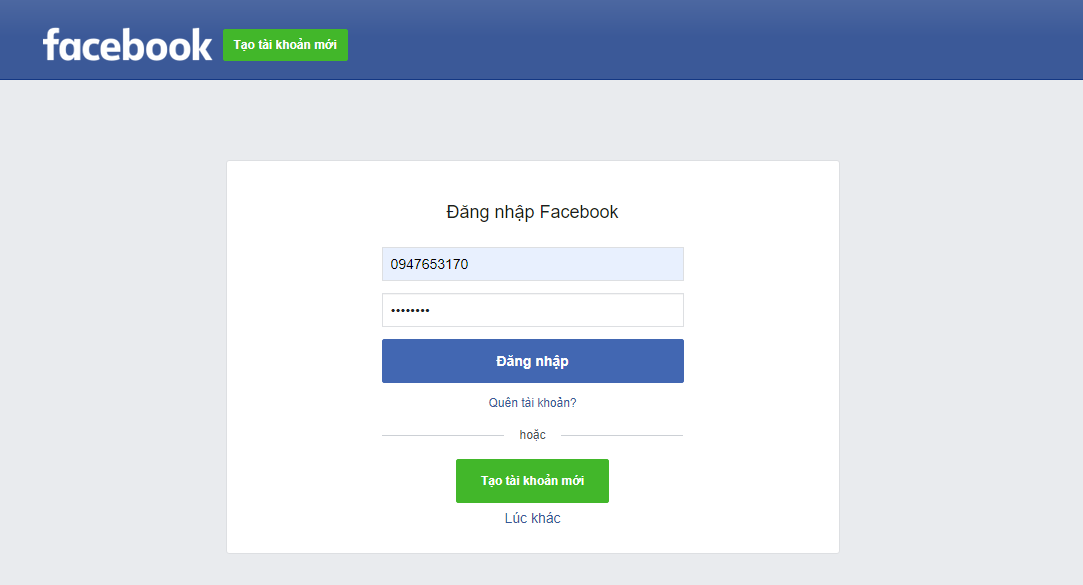 facebook Tạo tài khoản mới
Đăng nhập Facebook
0947653170
••••••••
Đăng nhập
Quên tài khoản?
hoặc
Tạo tài khoản mới
Lúc khác